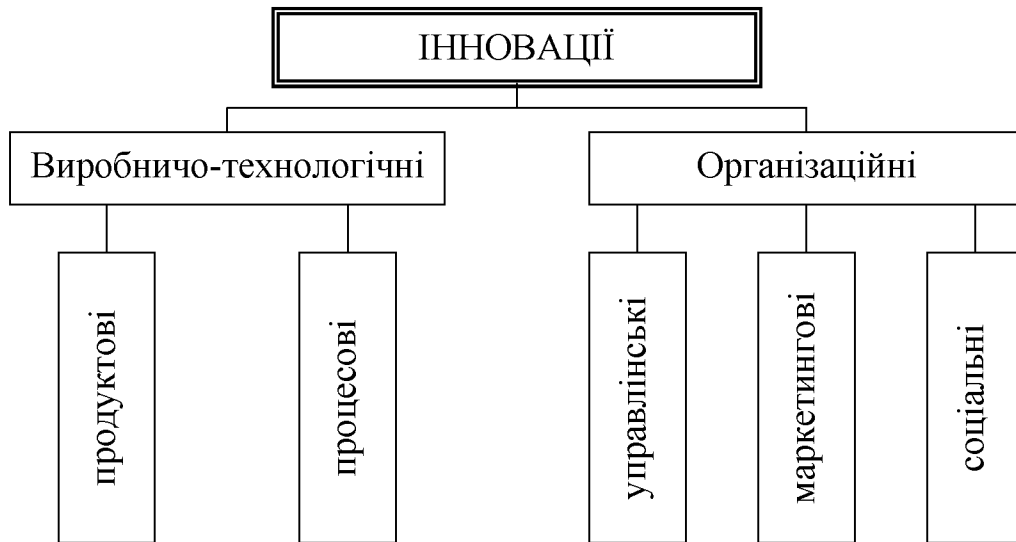 ІННОВАЦІЇ
Виробничо-технологічні
Організаційні
продуктові
процесові
управлінські
маркетингові
соціальні